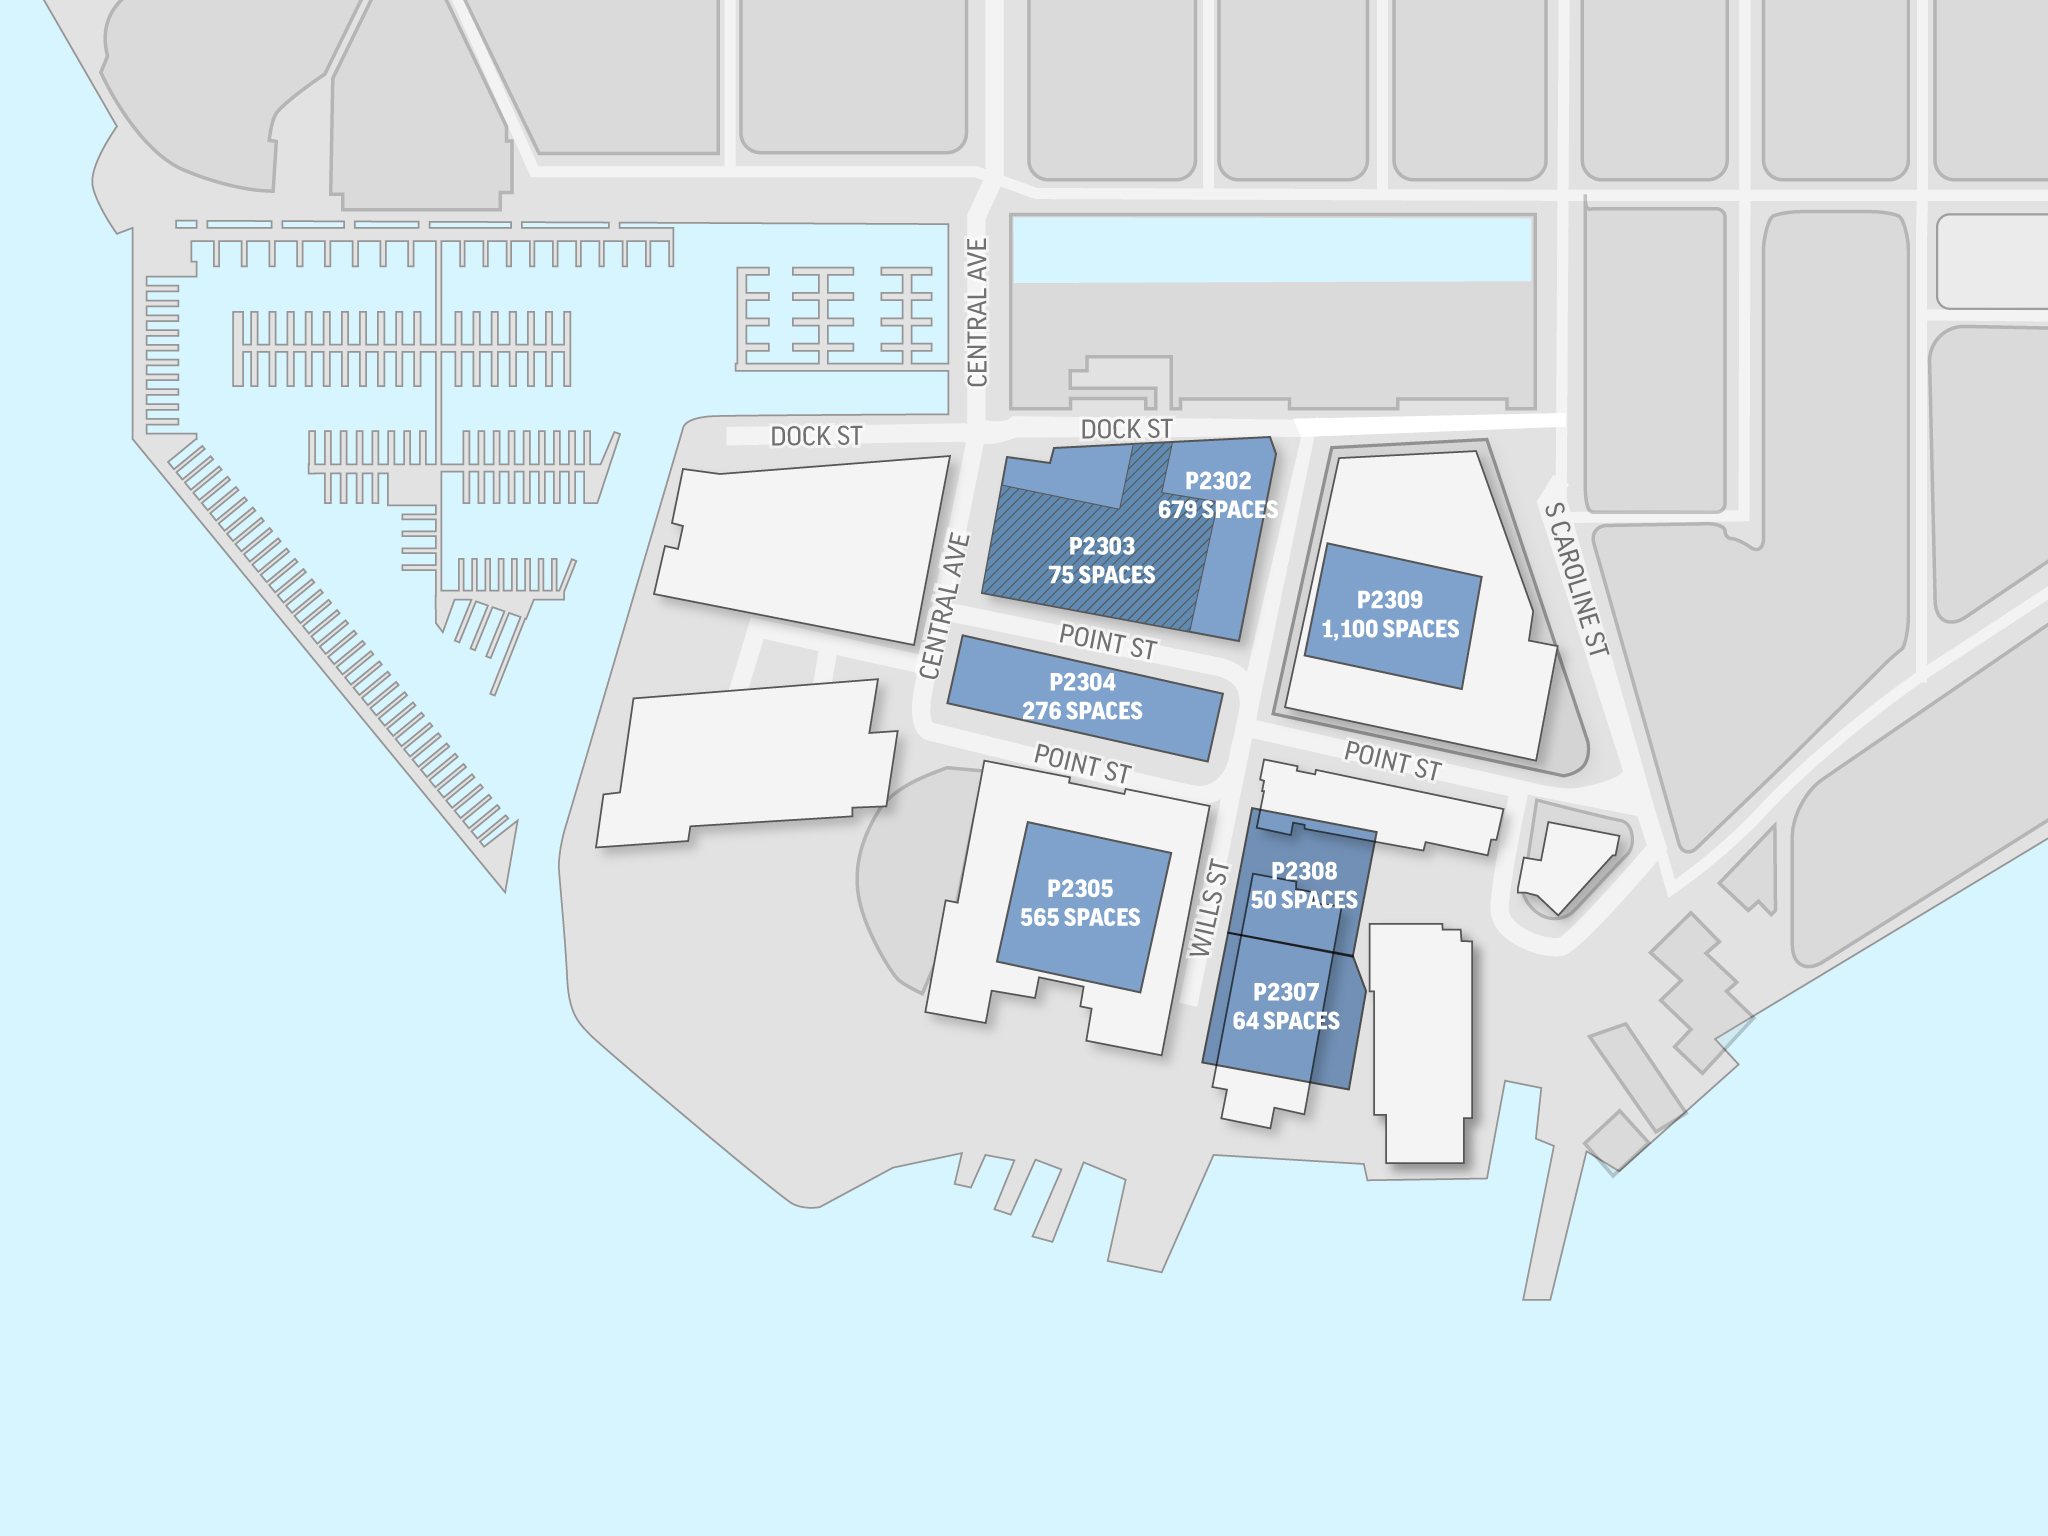 CENTRAL AVE
DOCK ST
DOCK ST
P2302
679 SPACES
P2303
75 SPACES
S CAROLINE ST
CENTRAL AVE
P2309
1,100 SPACES
POINT ST
P2304
276 SPACES
POINT ST
POINT ST
P2305
565 SPACES
WILLS ST
P2308
50 SPACES
P2307
64 SPACES